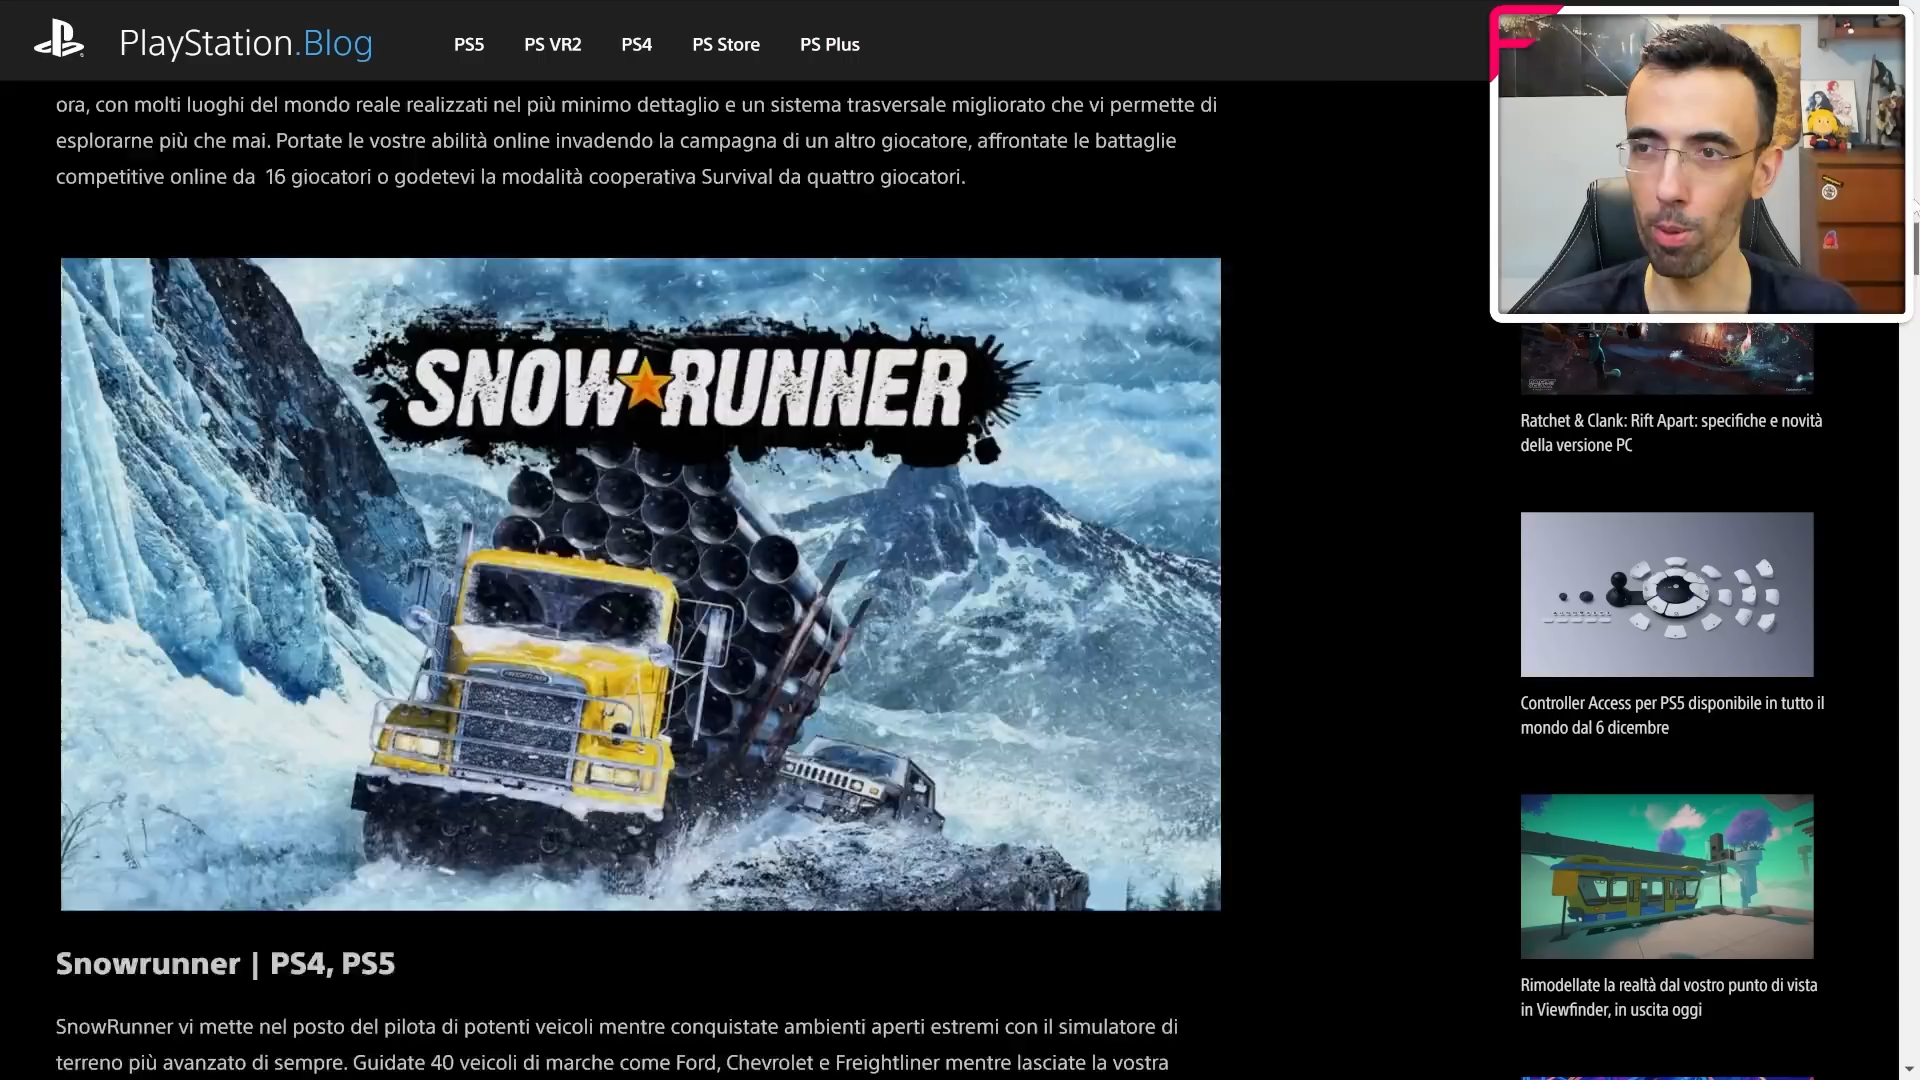 PlayStation.Blog
PS5
PS VR2
PS4
PS Store
PS Plus
ora, con molti luoghi del mondo reale realizzati nel più minimo dettaglio e un sistema trasversale migliorato che vi permette di
esplorarne più che mai. Portate le vostre abilità online invadendo la campagna di un altro giocatore, affrontate le battaglie
competitive online da 16 giocatori o godetevi la modalità cooperativa Survival da quattro giocatori.
SNOWRUNNER
FREIGHTLINER
Snowrunner | PS4, PS5
SnowRunner vi mette nel posto del pilota di potenti veicoli mentre conquistate ambienti aperti estremi con il simulatore di
terreno più avanzato di sempre. Guidate 40 veicoli di marche come Ford, Chevrolet e Freightliner mentre lasciate la vostra
Ratchet & Clank: Rift Apart: specifiche e novità
della versione PC
Controller Access per PS5 disponibile in tutto il
mondo dal 6 dicembre
Rimodellate la realtà dal vostro punto di vista
in Viewfinder, in uscita oggi